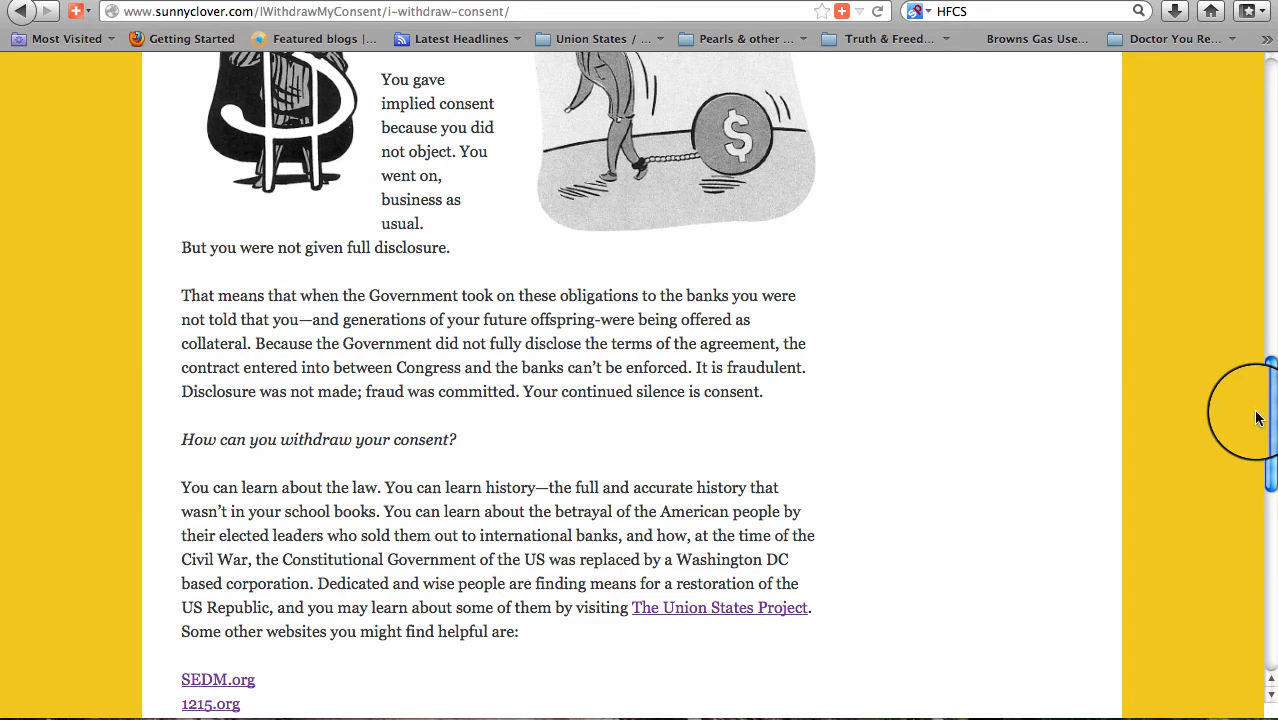 www.sunnyclover.com/IWithdrawMyConsent/i-withdraw-consent/
HFCS
Most Visited
Getting Started
Featured blogs |...
Latest Headlines
Union States / ...
Pearls & other ...
Truth & Freed...
Browns Gas Use...
Doctor You Re...
You gave
implied consent
because you did
not object. You
went on,
business as
usual.
$
But you were not given full disclosure.
That means that when the Government took on these obligations to the banks you were
not told that you—and generations of your future offspring-were being offered as
collateral. Because the Government did not fully disclose the terms of the agreement, the
contract entered into between Congress and the banks can’t be enforced. It is fraudulent.
Disclosure was not made; fraud was committed. Your continued silence is consent.
How can you withdraw your consent?
You can learn about the law. You can learn history—the full and accurate history that
wasn’t in your school books. You can learn about the betrayal of the American people by
their elected leaders who sold them out to international banks, and how, at the time of the
Civil War, the Constitutional Government of the US was replaced by a Washington DC
based corporation. Dedicated and wise people are finding means for a restoration of the
US Republic, and you may learn about some of them by visiting The Union States Project.
Some other websites you might find helpful are:
SEDM.org
1215.org